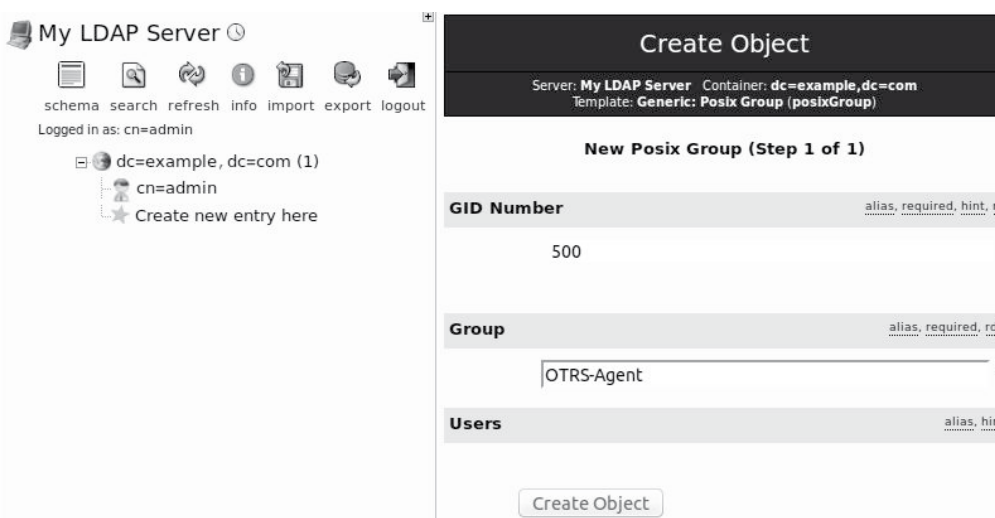 My LDAP Server
schema search refresh info import export logout
Logged in as: cn=admin
dc=example, dc=com (1)
cn=admin
Create new entry here
Create Object
Server: My LDAP Server Container: dc=example,dc=com
Template: Generic: Posix Group (posixGroup)
New Posix Group (Step 1 of 1)
GID Number alias, required, hint,
500
Group alias, required,
OTRS-Agent
Users alias,
Create Object